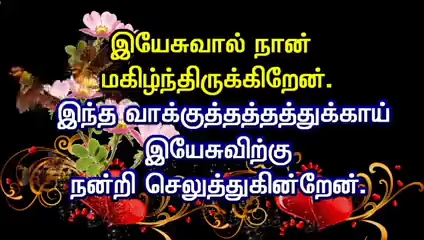 இயேசுவால் நான்
மகிழ்ந்திருக்கிறேன்.
இந்த வாக்குத்தத்தத்துக்காய்
இயேசுவிற்கு
நன்றி செலுத்துகின்றேன்.